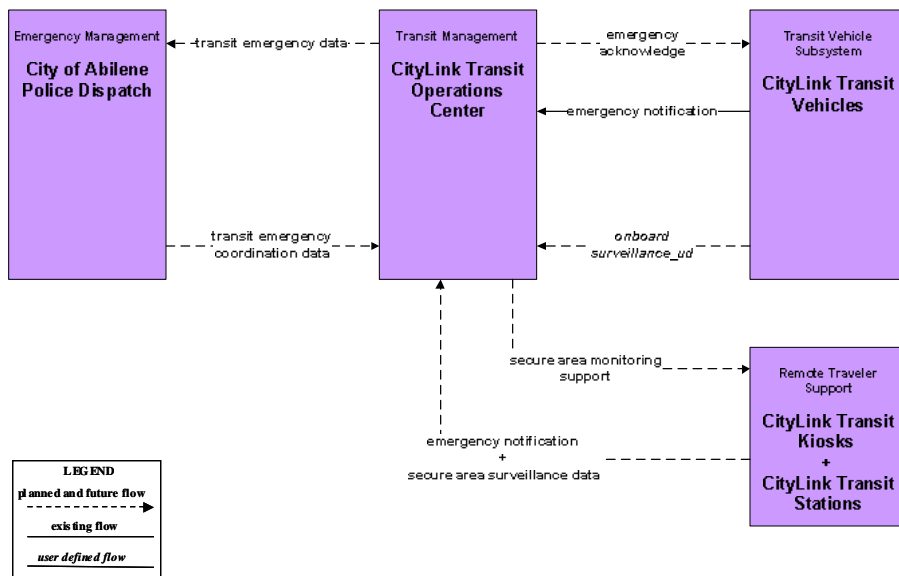 Emergency Management
City of Abilene
Police Dispatch
transit emergency data
Transit Management
CityLink Transit
Operations
Center
emergency
acknowledge
Transit Vehicle
Subsystem
CityLink Transit
Vehicles
emergency notification
transit emergency
coordination data
onboard
surveillance_ud
secure area monitoring
support
Remote Traveler
Support
CityLink Transit
Kiosks
+
CityLink Transit
Stations
emergency notification
+
secure area surveillance data
LEGEND
planned and future flow
existing flow
user defined flow